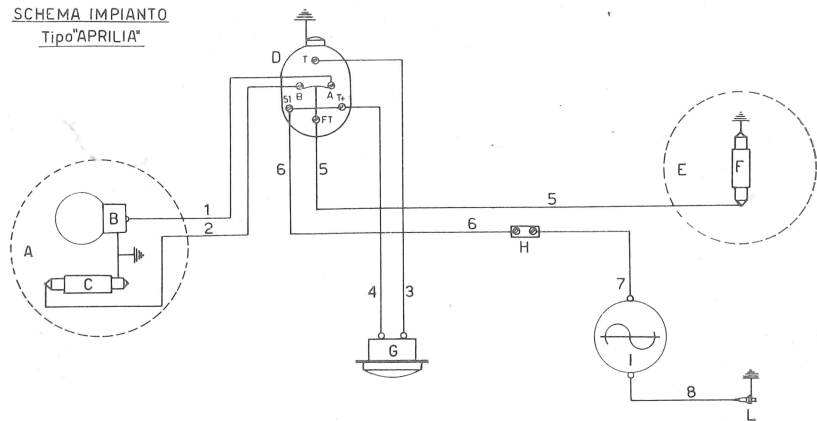 SCHEMA IMPIANTO
Tipo"APRILIA"
D
T
B
A
51
T+
FT
6
5
E
F
5
A
B
1
2
C
6
H
4
3
7
G
I
8
L